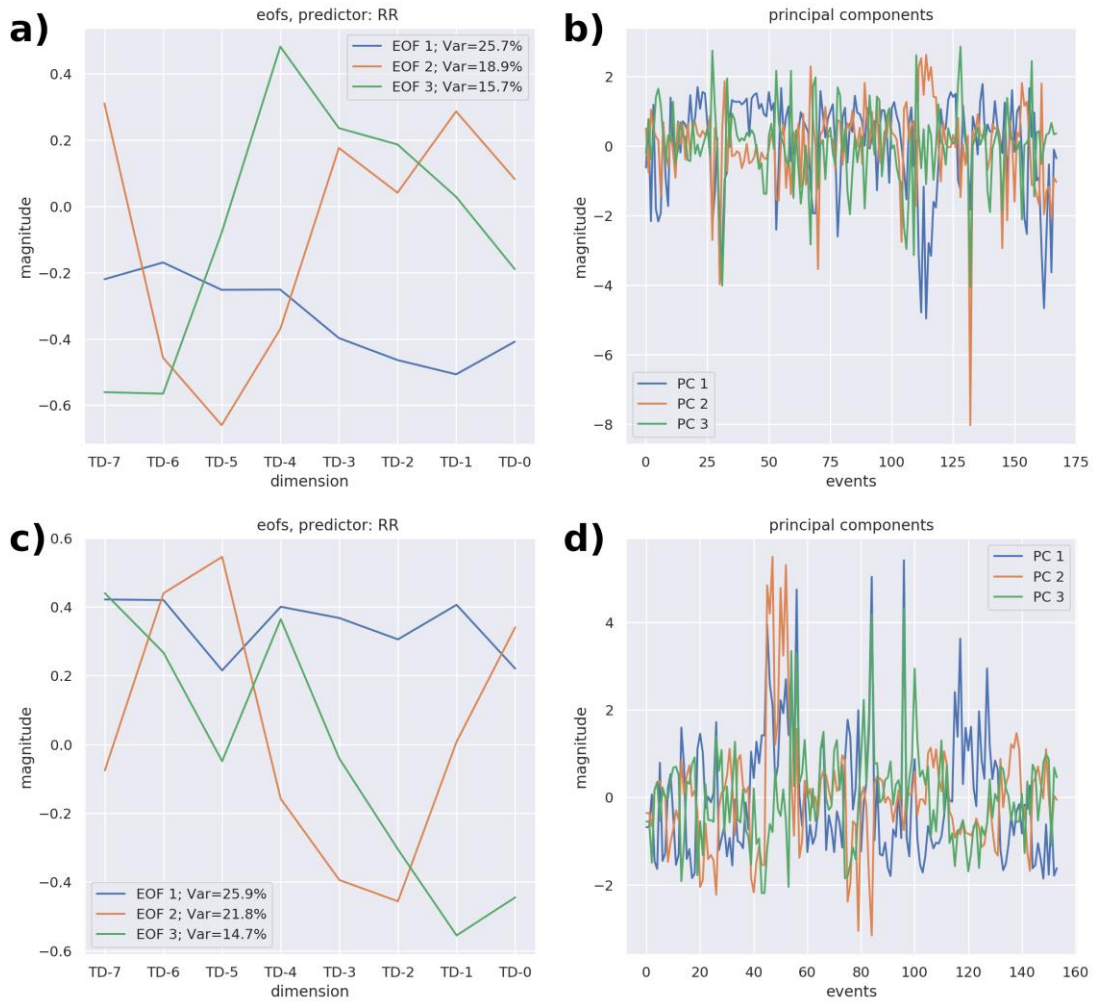 a)
eofs, predictor: RR
EOF 1; Var=25.7%
EOF 2; Var=18.9%
EOF 3; Var=15.7%
0.4
0.2
0.0
−0.2
−0.4
−0.6
magnitude
TD-7 TD-6 TD-5 TD-4 TD-3 TD-2 TD-1 TD-0
dimension
b)
principal components
2
0
−2
−4
−6
−8
magnitude
PC 1
PC 2
PC 3
0 25 50 75 100 125 150 175
events
c)
eofs, predictor: RR
0.6
0.4
0.2
0.0
−0.2
−0.4
−0.6
magnitude
EOF 1; Var=25.9%
EOF 2; Var=21.8%
EOF 3; Var=14.7%
TD-7 TD-6 TD-5 TD-4 TD-3 TD-2 TD-1 TD-0
dimension
d)
principal components
PC 1
PC 2
PC 3
4
2
0
−2
magnitude
0 20 40 60 80 100 120 140 160
events